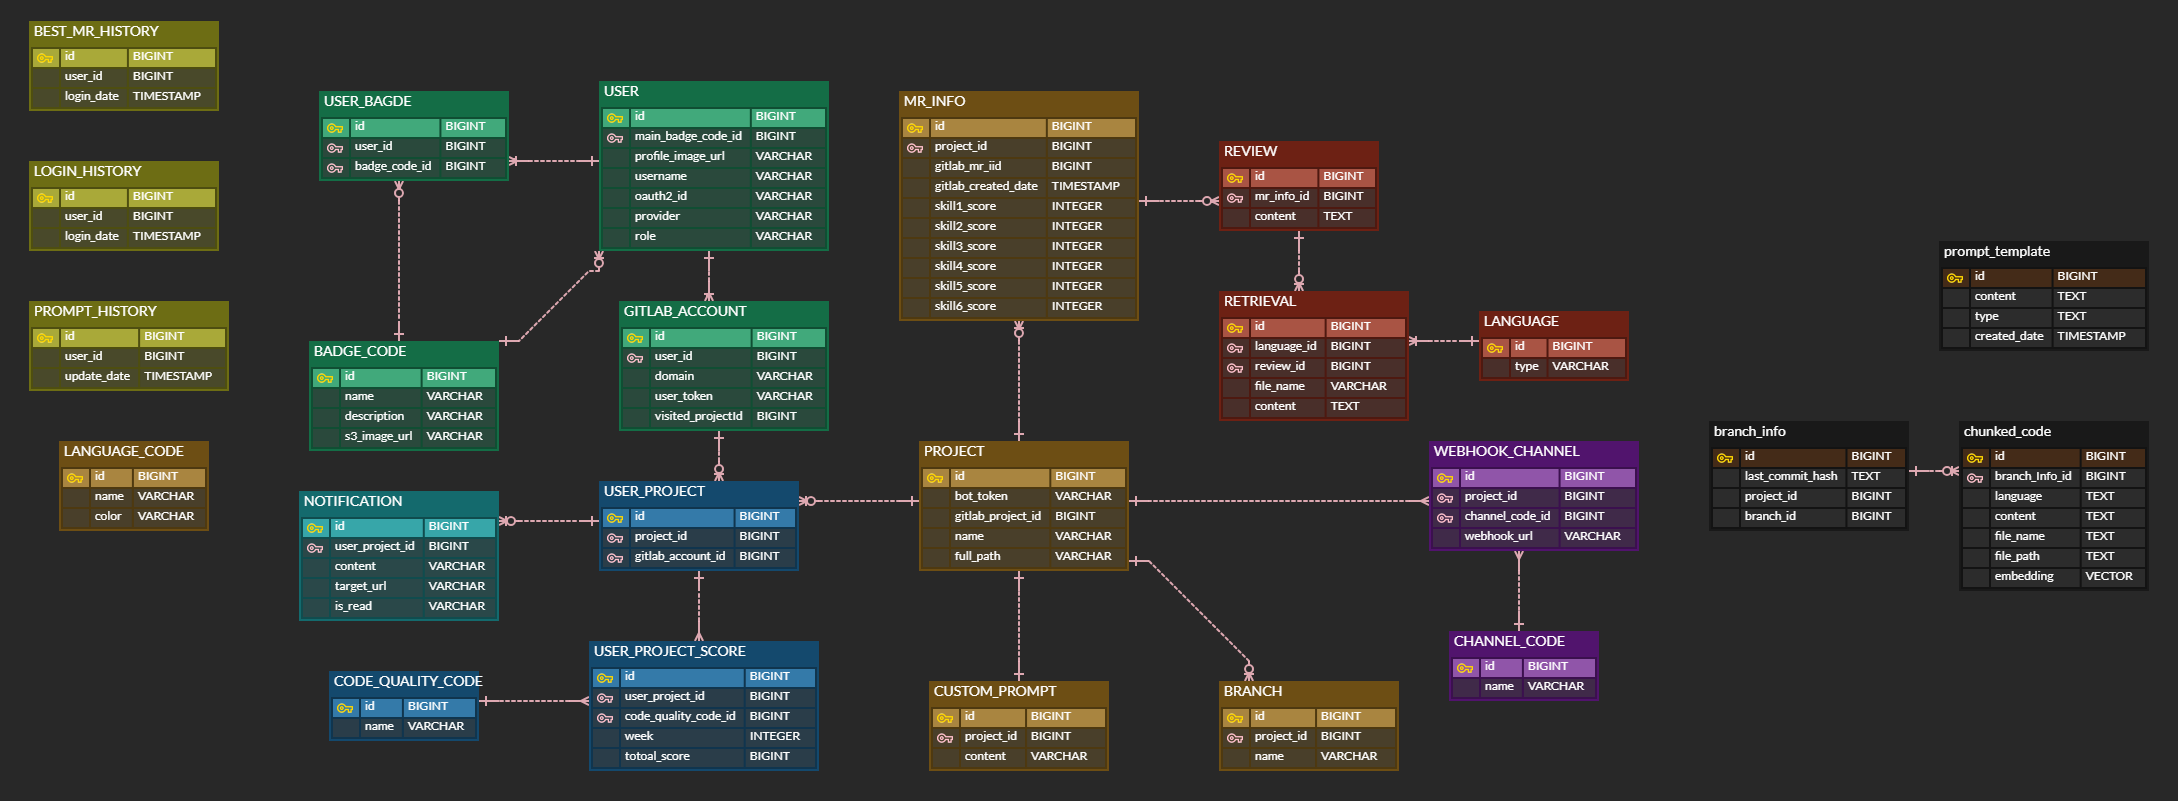 BEST_MR_HISTORY
id BIGINT
user_id BIGINT
login_date TIMESTAMP
LOGIN_HISTORY
id BIGINT
user_id BIGINT
login_date TIMESTAMP
PROMPT_HISTORY
id BIGINT
user_id BIGINT
update_date TIMESTAMP
LANGUAGE_CODE
id BIGINT
name VARCHAR
color VARCHAR
USER_BAGDE
id BIGINT
user_id BIGINT
badge_code_id BIGINT
BADGE_CODE
id BIGINT
name VARCHAR
description VARCHAR
s3_image_url VARCHAR
NOTIFICATION
id BIGINT
user_project_id BIGINT
content VARCHAR
target_url VARCHAR
is_read VARCHAR
CODE_QUALITY_CODE
id BIGINT
name VARCHAR
USER
id BIGINT
main_badge_code_id BIGINT
profile_image_url VARCHAR
username VARCHAR
oauth2_id VARCHAR
provider VARCHAR
role VARCHAR
GITLAB_ACCOUNT
id BIGINT
user_id BIGINT
domain VARCHAR
user_token VARCHAR
visited_projectId BIGINT
USER_PROJECT
id BIGINT
project_id BIGINT
gitlab_account_id BIGINT
USER_PROJECT_SCORE
id BIGINT
user_project_id BIGINT
code_quality_code_id BIGINT
week INTEGER
totoal_score BIGINT
MR_INFO
id BIGINT
project_id BIGINT
gitlab_mr_iid BIGINT
gitlab_created_date TIMESTAMP
skill1_score INTEGER
skill2_score INTEGER
skill3_score INTEGER
skill4_score INTEGER
skill5_score INTEGER
skill6_score INTEGER
PROJECT
id BIGINT
bot_token VARCHAR
gitlab_project_id BIGINT
name VARCHAR
full_path VARCHAR
CUSTOM_PROMPT
id BIGINT
project_id BIGINT
content VARCHAR
REVIEW
id BIGINT
mr_info_id BIGINT
content TEXT
RETRIEVAL
id BIGINT
language_id BIGINT
review_id BIGINT
file_name VARCHAR
content TEXT
BRANCH
id BIGINT
project_id BIGINT
name VARCHAR
LANGUAGE
id BIGINT
type VARCHAR
WEBHOOK_CHANNEL
id BIGINT
project_id BIGINT
channel_code_id BIGINT
webhook_url VARCHAR
CHANNEL_CODE
id BIGINT
name VARCHAR
branch_info
id BIGINT
last_commit_hash TEXT
project_id BIGINT
branch_id BIGINT
prompt_template
id BIGINT
content TEXT
type TEXT
created_date TIMESTAMP
chunked_code
id BIGINT
branch_Info_id BIGINT
language TEXT
content TEXT
file_name TEXT
file_path TEXT
embedding VECTOR